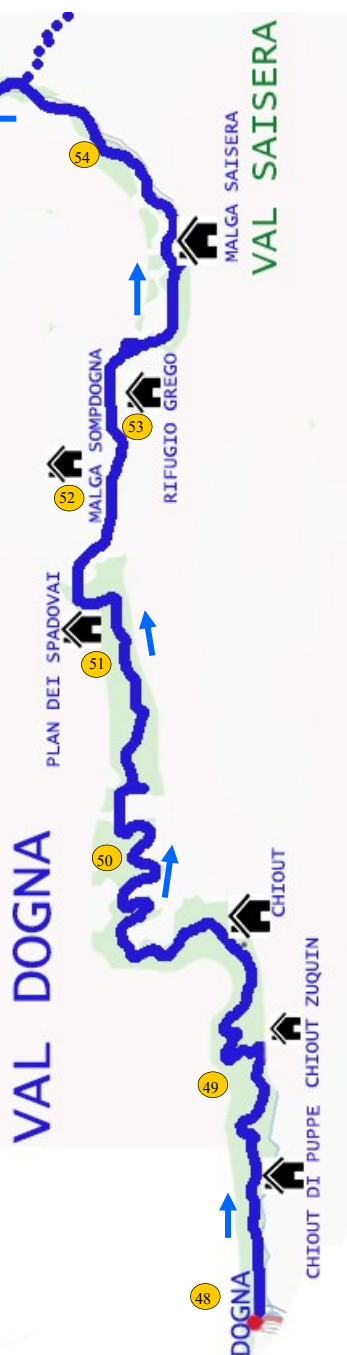 54
MALGA SAISERA
VAL SAISERA
MALGA SOMPDOGNA
53
RIFUGIO GREGO
52
PLAN DEI SPADOVAI
51
VAL DOGNA
50
CHIOUT
CHIOUT ZUQUIN
49
CHIOUT DI PUPPE
48
DOGNA